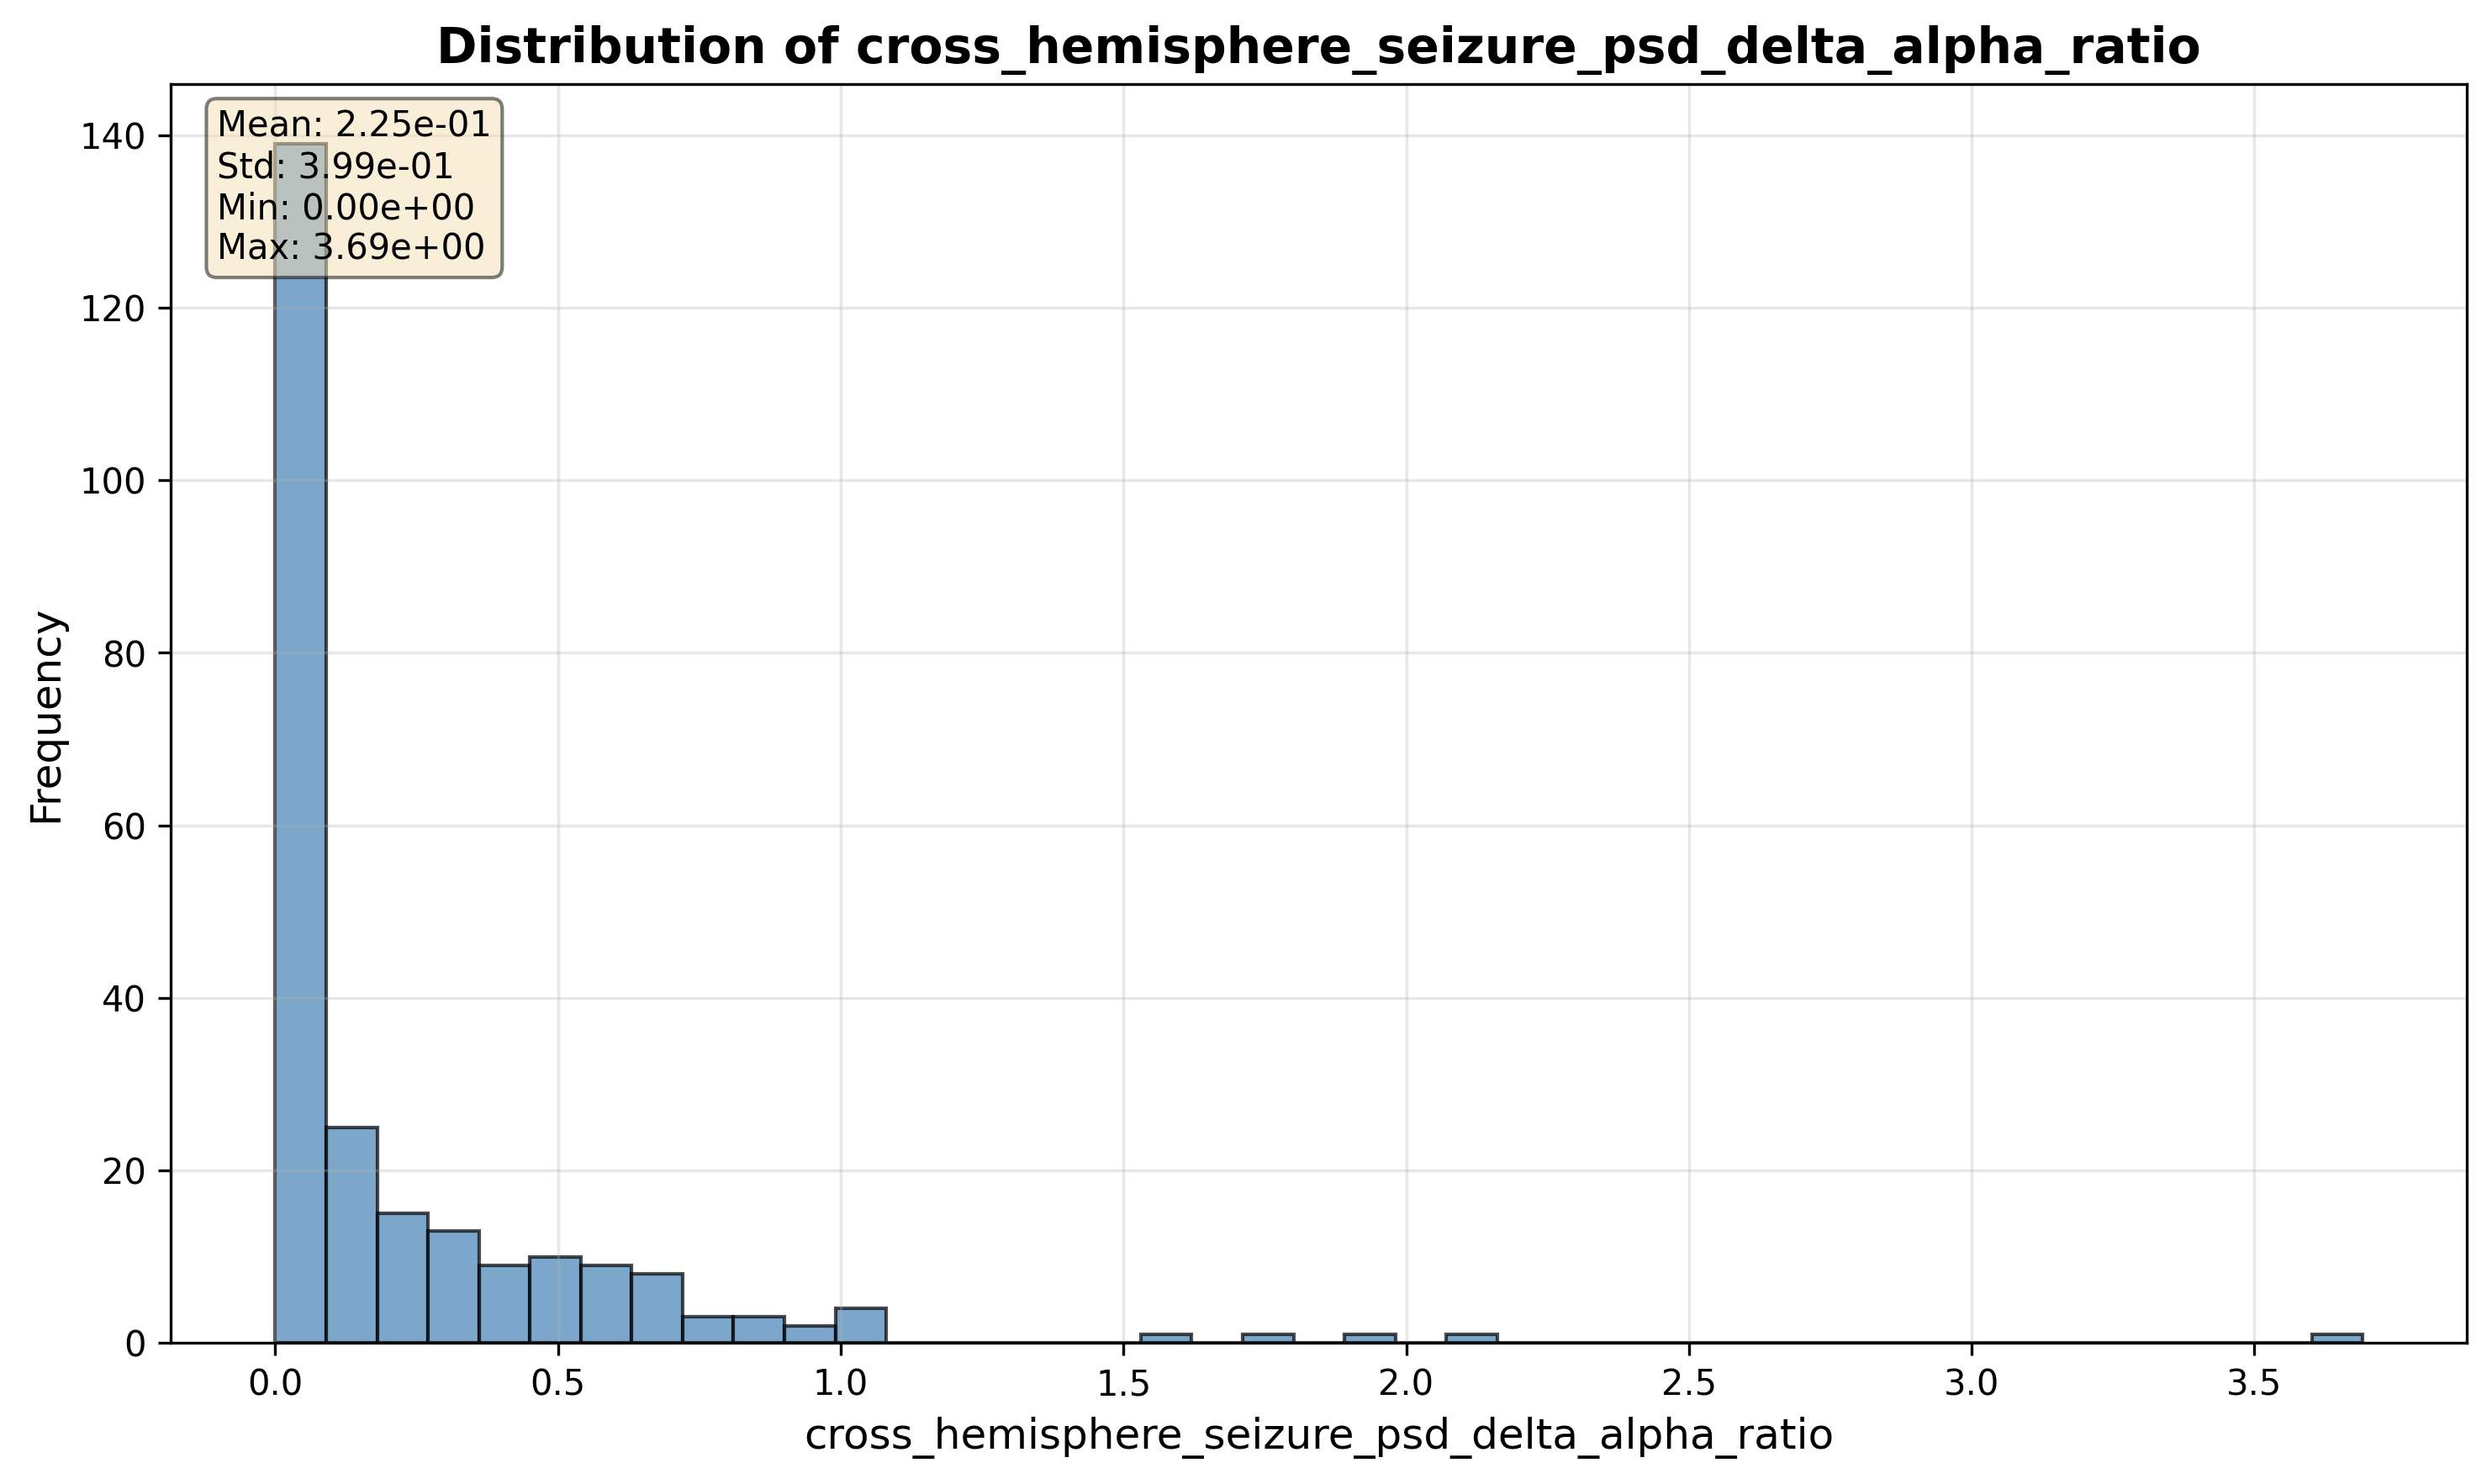 Distribution of cross_hemisphere_seizure_psd_delta_alpha_ratio
Mean: 2.25e-01
Std: 3.99e-01
Min: 0.00e+00
Max: 3.69e+00
140
120
100
80
60
40
20
0
Frequency
0.0 0.5 1.0 1.5 2.0 2.5 3.0 3.5
cross_hemisphere_seizure_psd_delta_alpha_ratio